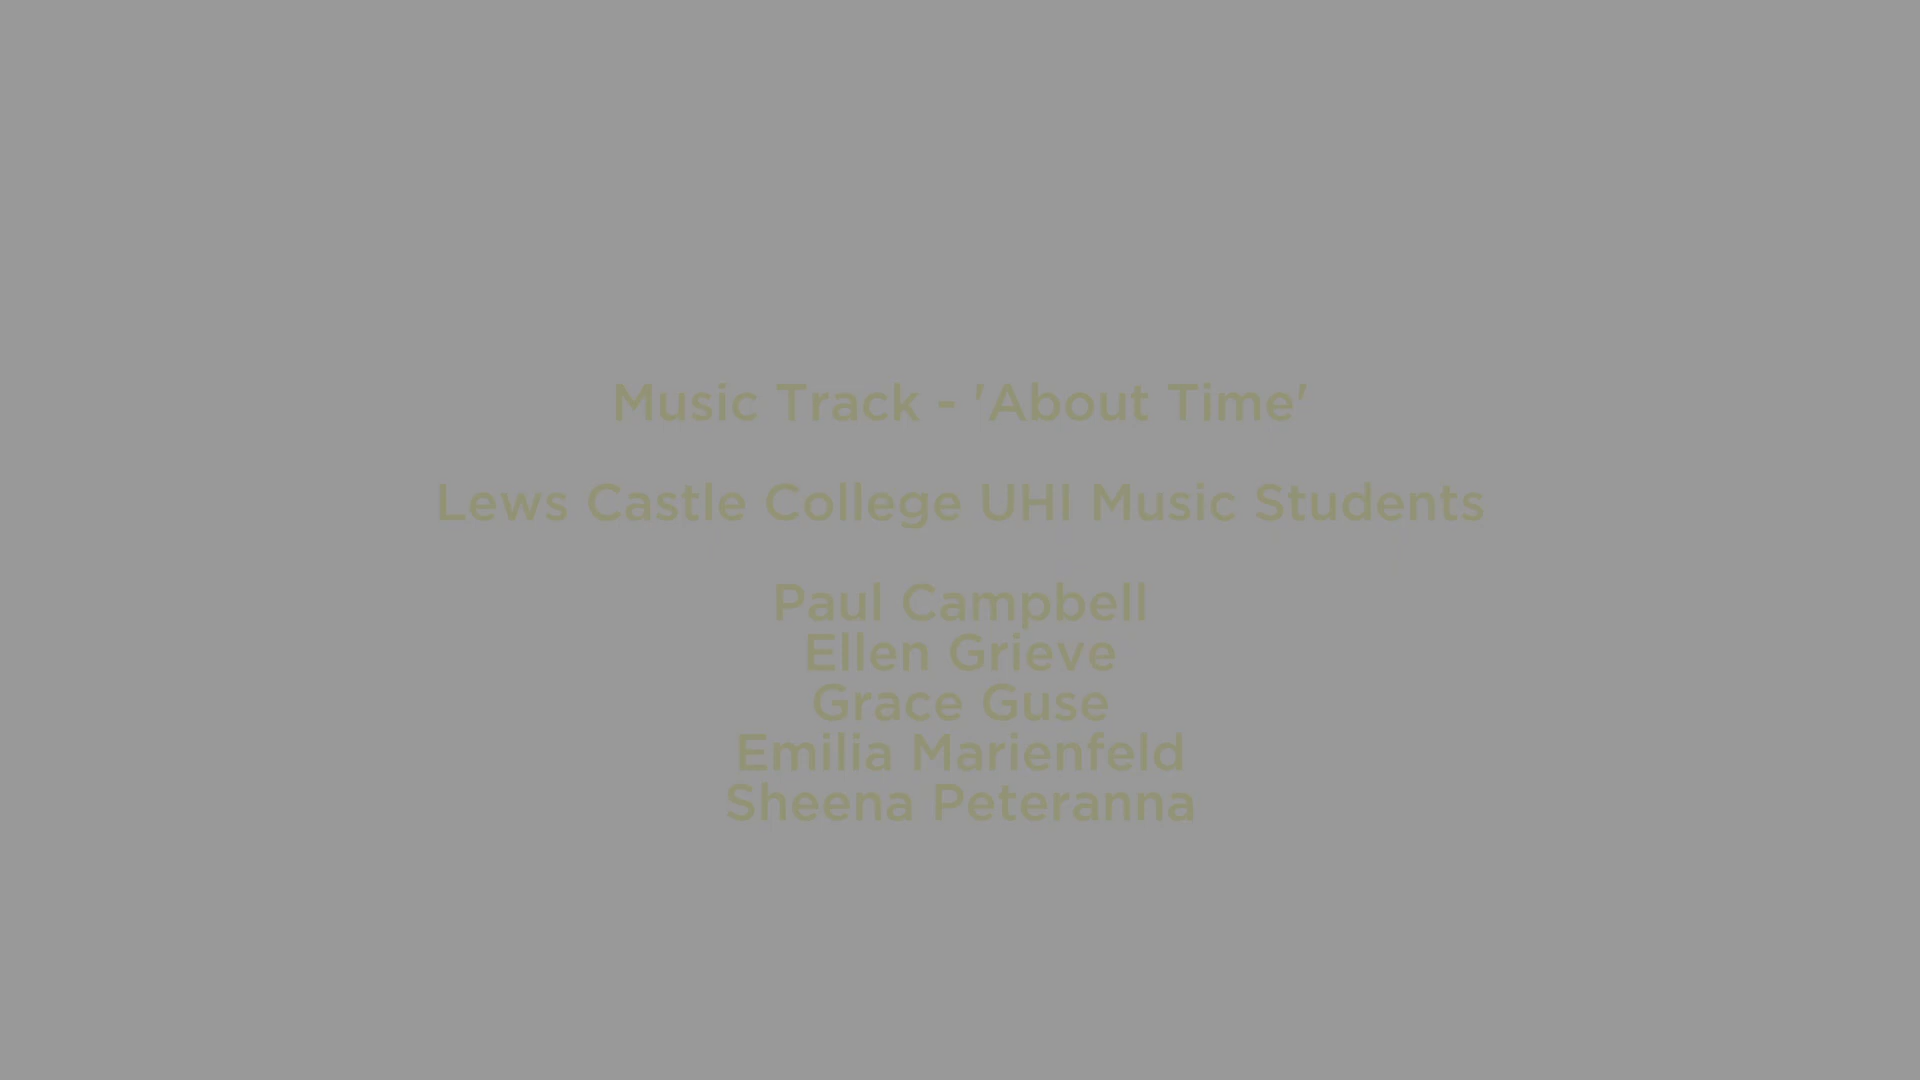 Music Track - 'About Time'
Lews Castle College UHI Music Students
Paul Campbell
Ellen Grieve
Grace Guse
Emilia Marienfeld
Sheena Peteranna